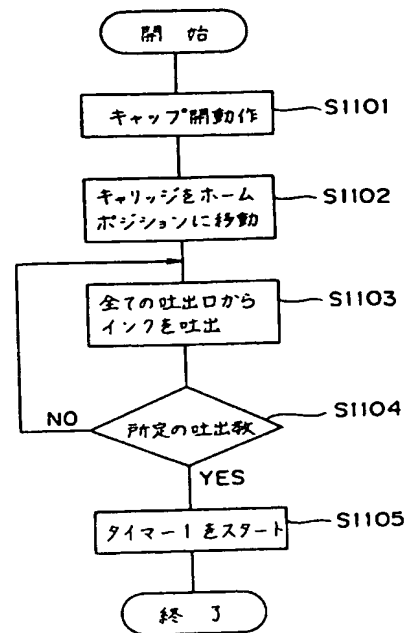 開始
キャップ開動作
S1101
キャリッジをホーム
ポジションに移動
S1102
全ての吐出口から
インクを吐出
S1103
所定の吐出数
S1104
NO
YES
タイマー1をスタート
S1105
終了